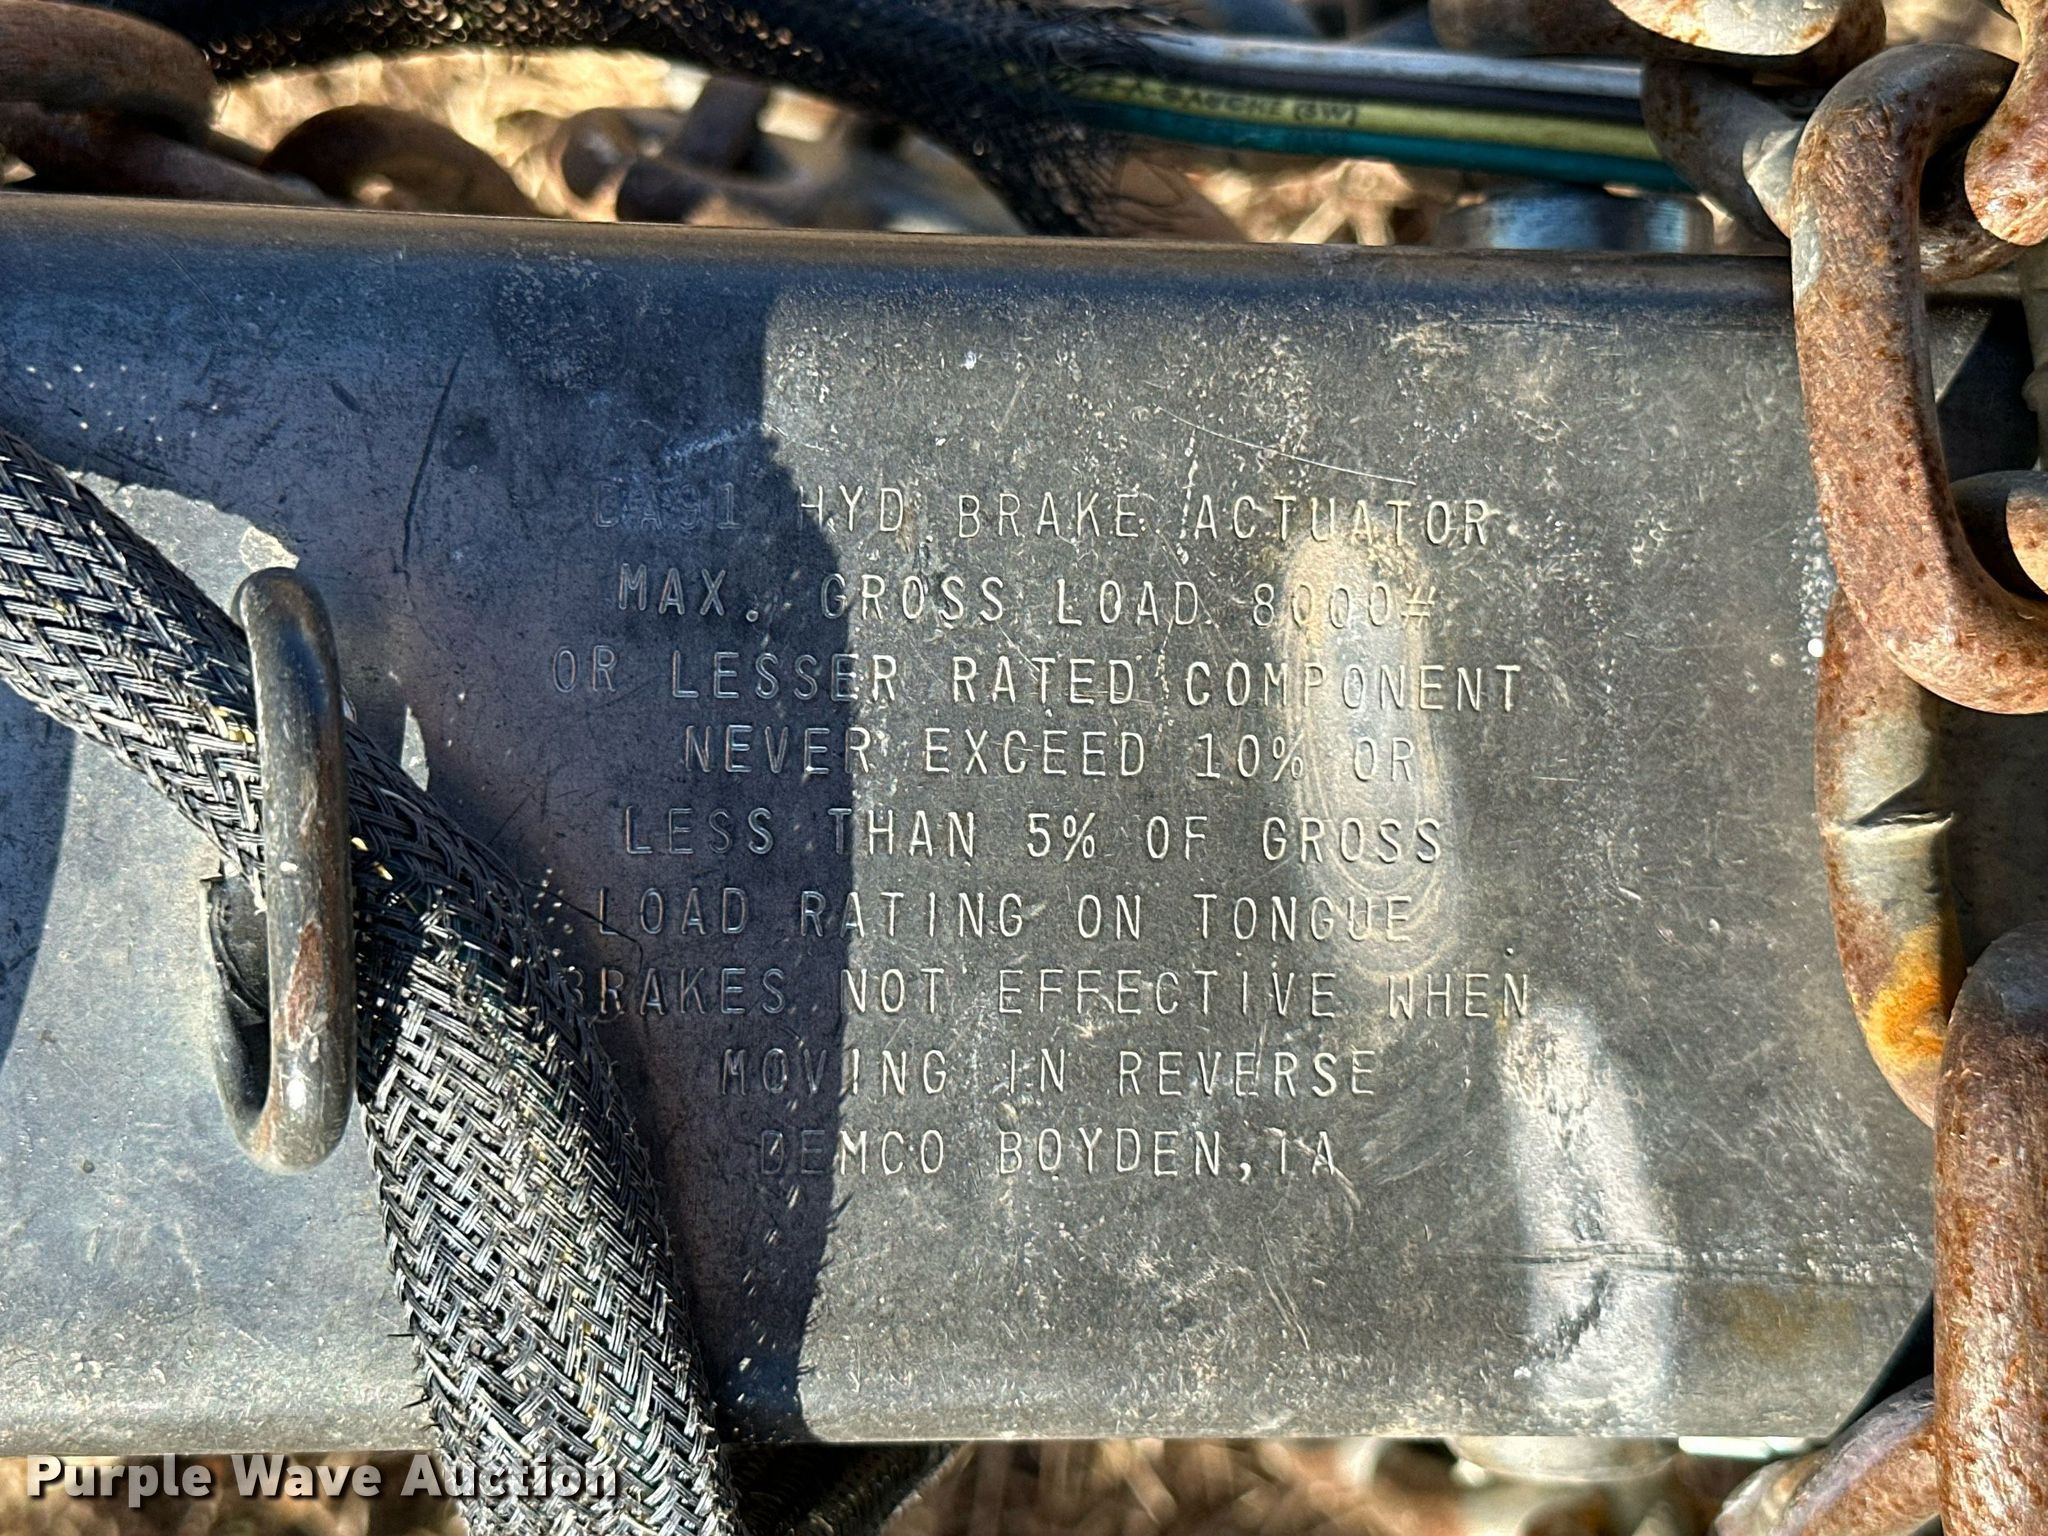 GAUCHE (GW)
DA91 HYD BRAKE ACTUATOR
MAX. GROSS LOAD 8000#
OR LESSER RATED COMPONENT
NEVER EXCEED 10% OR
LESS THAN 5% OF GROSS
LOAD RATING ON TONGUE
BRAKES NOT EFFECTIVE WHEN
MOVING IN REVERSE
DEMCO BOYDEN,IA
Purple Wave Auction